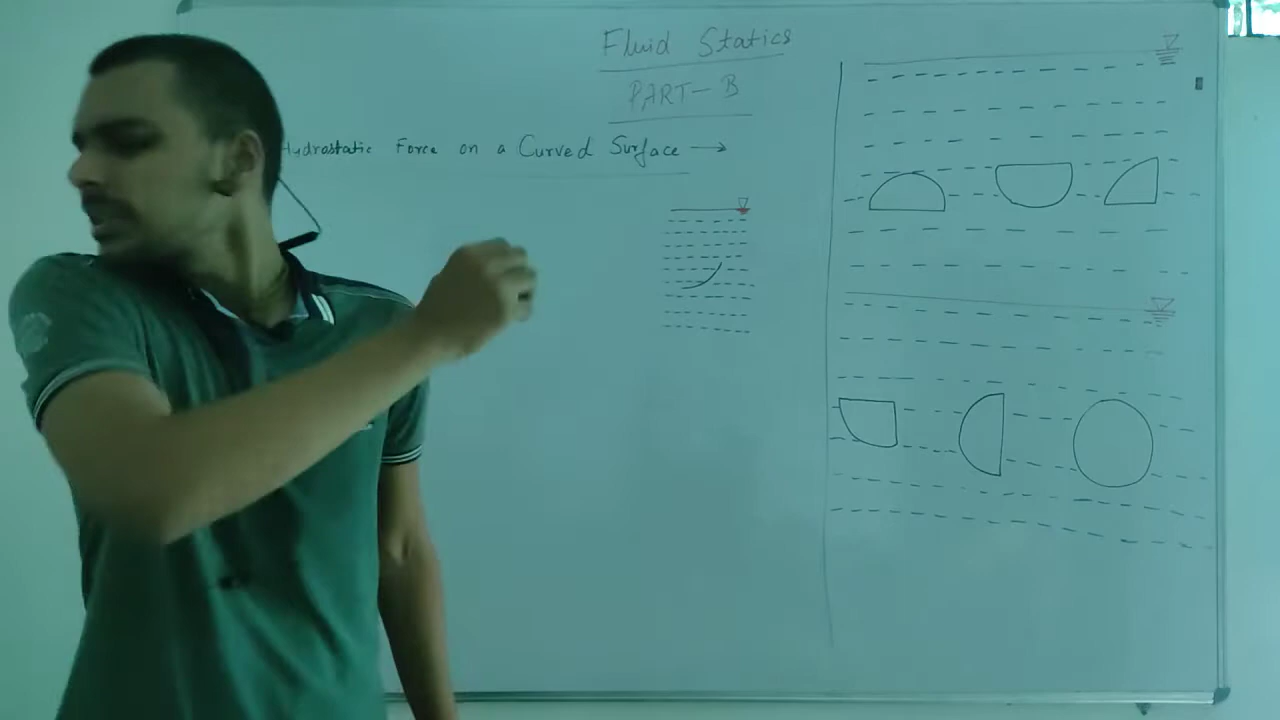 Fluid Statics
PART-B
Hydrostatic Force on a Curved Surface →